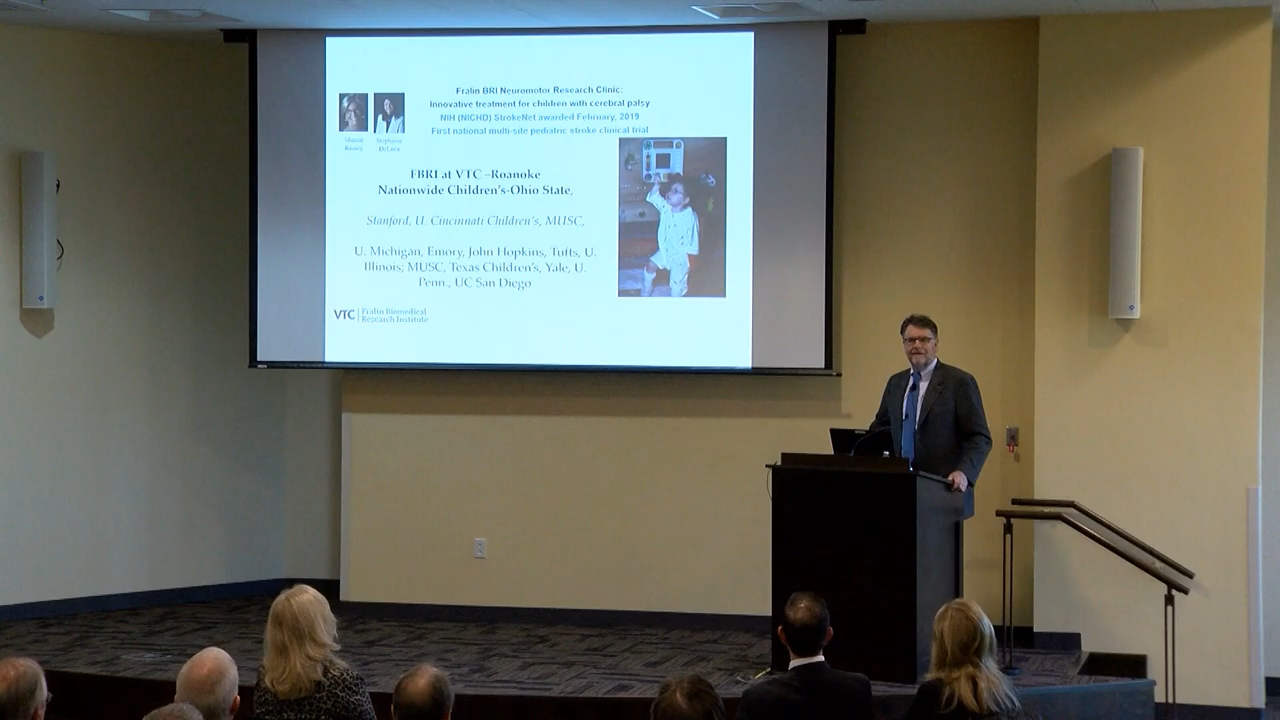 Fralin BRI Neuromotor Research Clinic:
Innovative treatment for children with cerebral palsy
NIH (NICHD) StrokeNet awarded February, 2019
First national multi-site pediatric stroke clinical trial
Stephanie
FBRI at VTC –Roanoke
Nationwide Children's-Ohio State,
Stanford, U. Cincinnati Children's, MUSC,
U. Michigan, Emory, John Hopkins, Tufts, U.
Illinois; MUSC, Texas Children's, Yale, U.
Penn., UC San Diego
VTC Fralin Biomedical
Research Institute